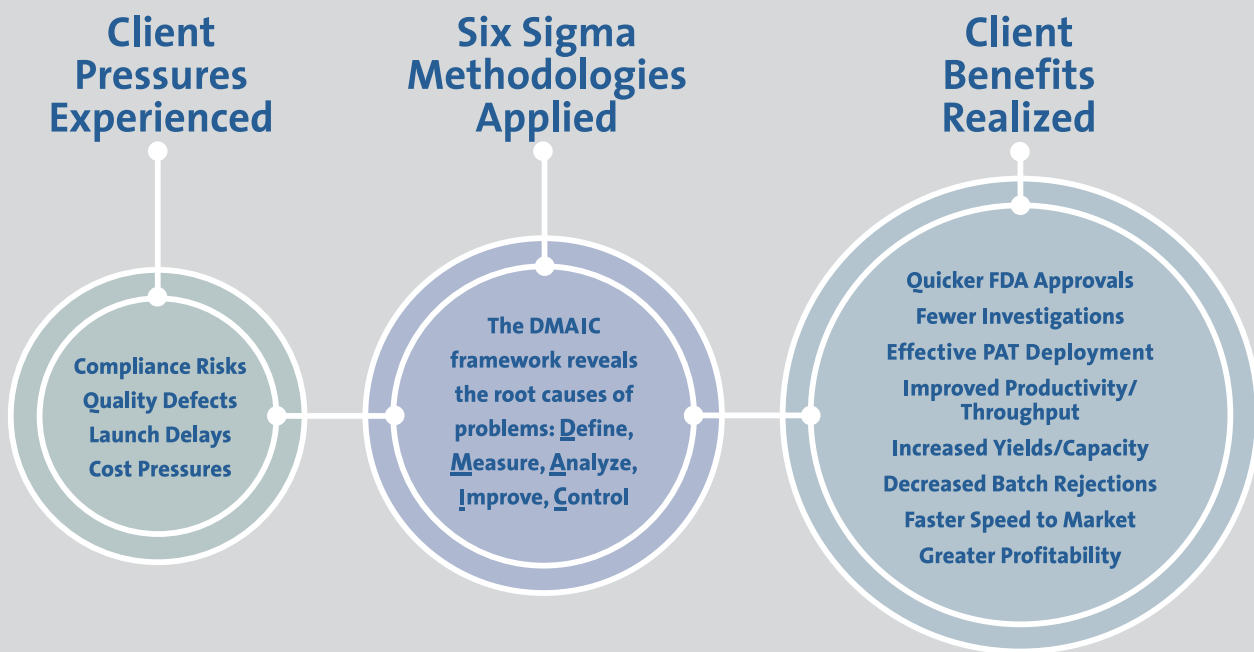 Client
Pressures
Experienced
Compliance Risks
Quality Defects
Launch Delays
Cost Pressures
Six Sigma
Methodologies
Applied
The DMAIC
framework reveals
the root causes of
problems: Define,
Measure, Analyze,
Improve, Control
Client
Benefits
Realized
Quicker FDA Approvals
Fewer Investigations
Effective PAT Deployment
Improved Productivity/
Throughput
Increased Yields/Capacity
Decreased Batch Rejections
Faster Speed to Market
Greater Profitability